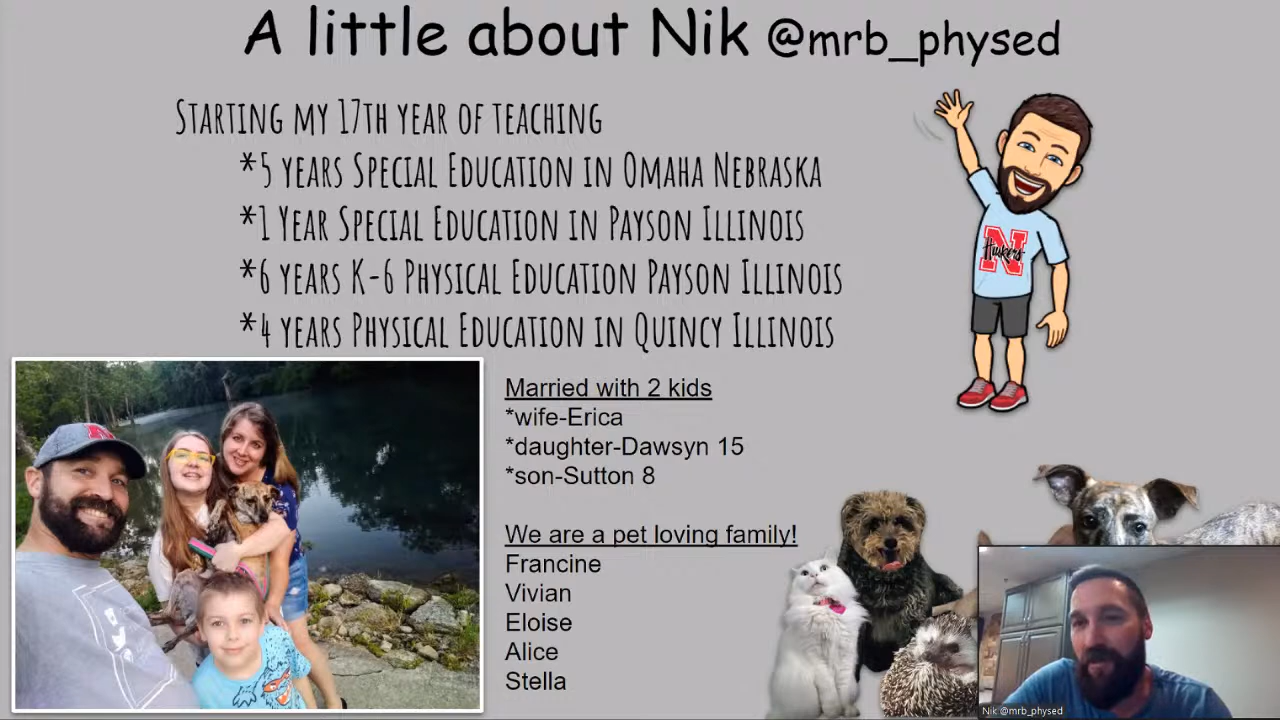 A little about Nik @mrb_physed
Starting my 17th year of teaching
*5 years Special Education in Omaha Nebraska
*1 Year Special Education in Payson Illinois
*6 years K-6 Physical Education Payson Illinois
*4 years Physical Education in Quincy Illinois
N
Huskers
N
Married with 2 kids
*wife-Erica
*daughter-Dawsyn 15
*son-Sutton 8
We are a pet loving family!
Francine
Vivian
Eloise
Alice
Stella
Nik @mrb_physed